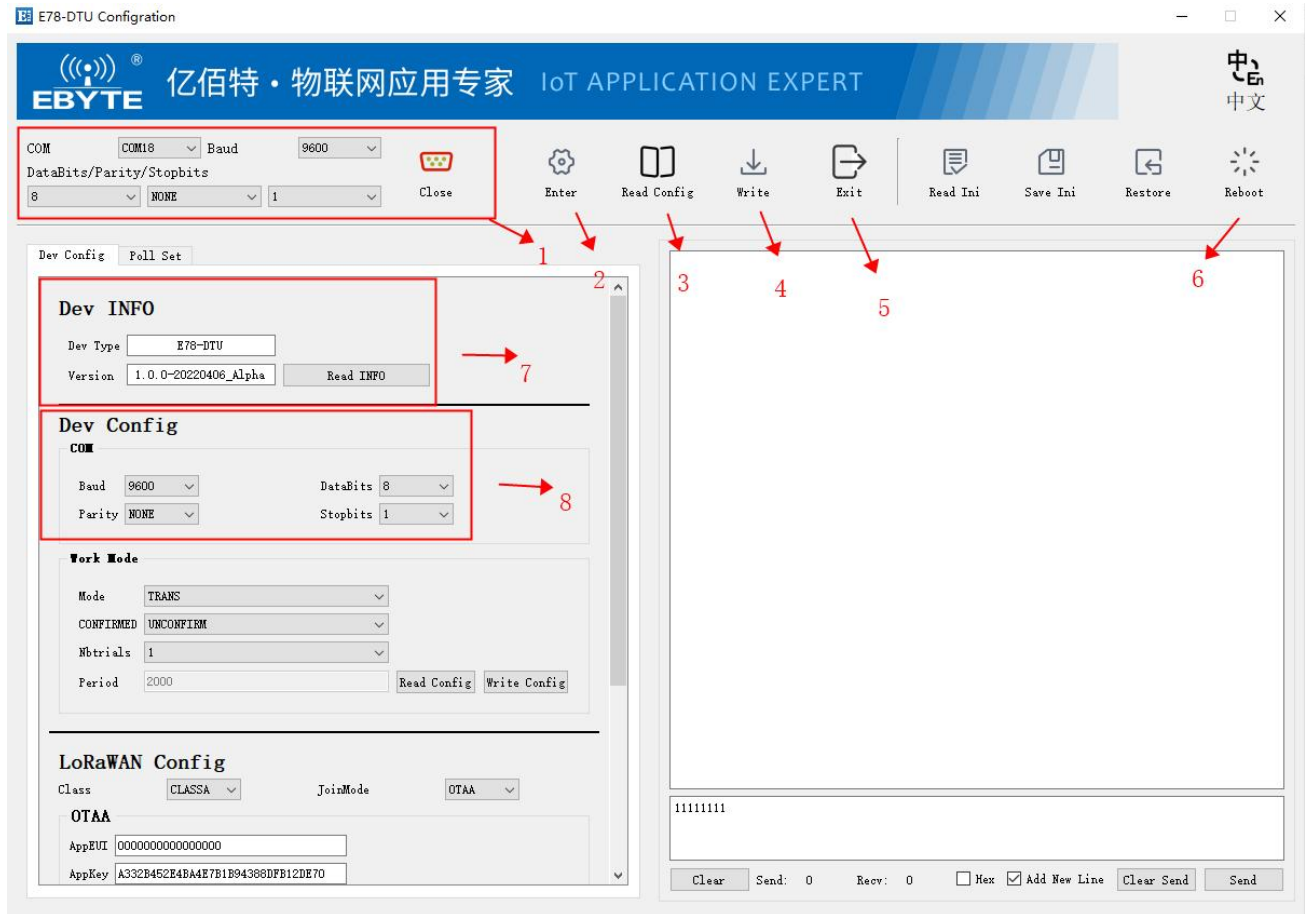 E78-DTU Configration
EBYTE ® 亿佰特·物联网应用专家 IoT APPLICATION EXPERT
中 En
中文
COM COM18 Baud 9600
DataBits/Parity/Stopbits
8 NONE 1
Close Enter Read Config Write Exit Read Ini Save Ini Restore Reboot
1 2 3 4 5 6
Dev Config Poll Set
Dev INFO
Dev Type E78-DTU
Version 1.0.0-20220406_Alpha Read INFO
7
Dev Config
COM
Baud 9600 DataBits 8
Parity NONE Stopbits 1
8
Work Mode
Mode TRANS
CONFIRMED UNCONFIRM
Nbtrials 1
Period 2000 Read Config Write Config
LoRaWAN Config
Class CLASSA JoinMode OTAA
OTAA
AppEUI 0000000000000000
AppKey A332B452E4BA4E7B1B94388DFB12DE70
11111111
Clear Send: 0 Recv: 0 Hex Add New Line Clear Send Send